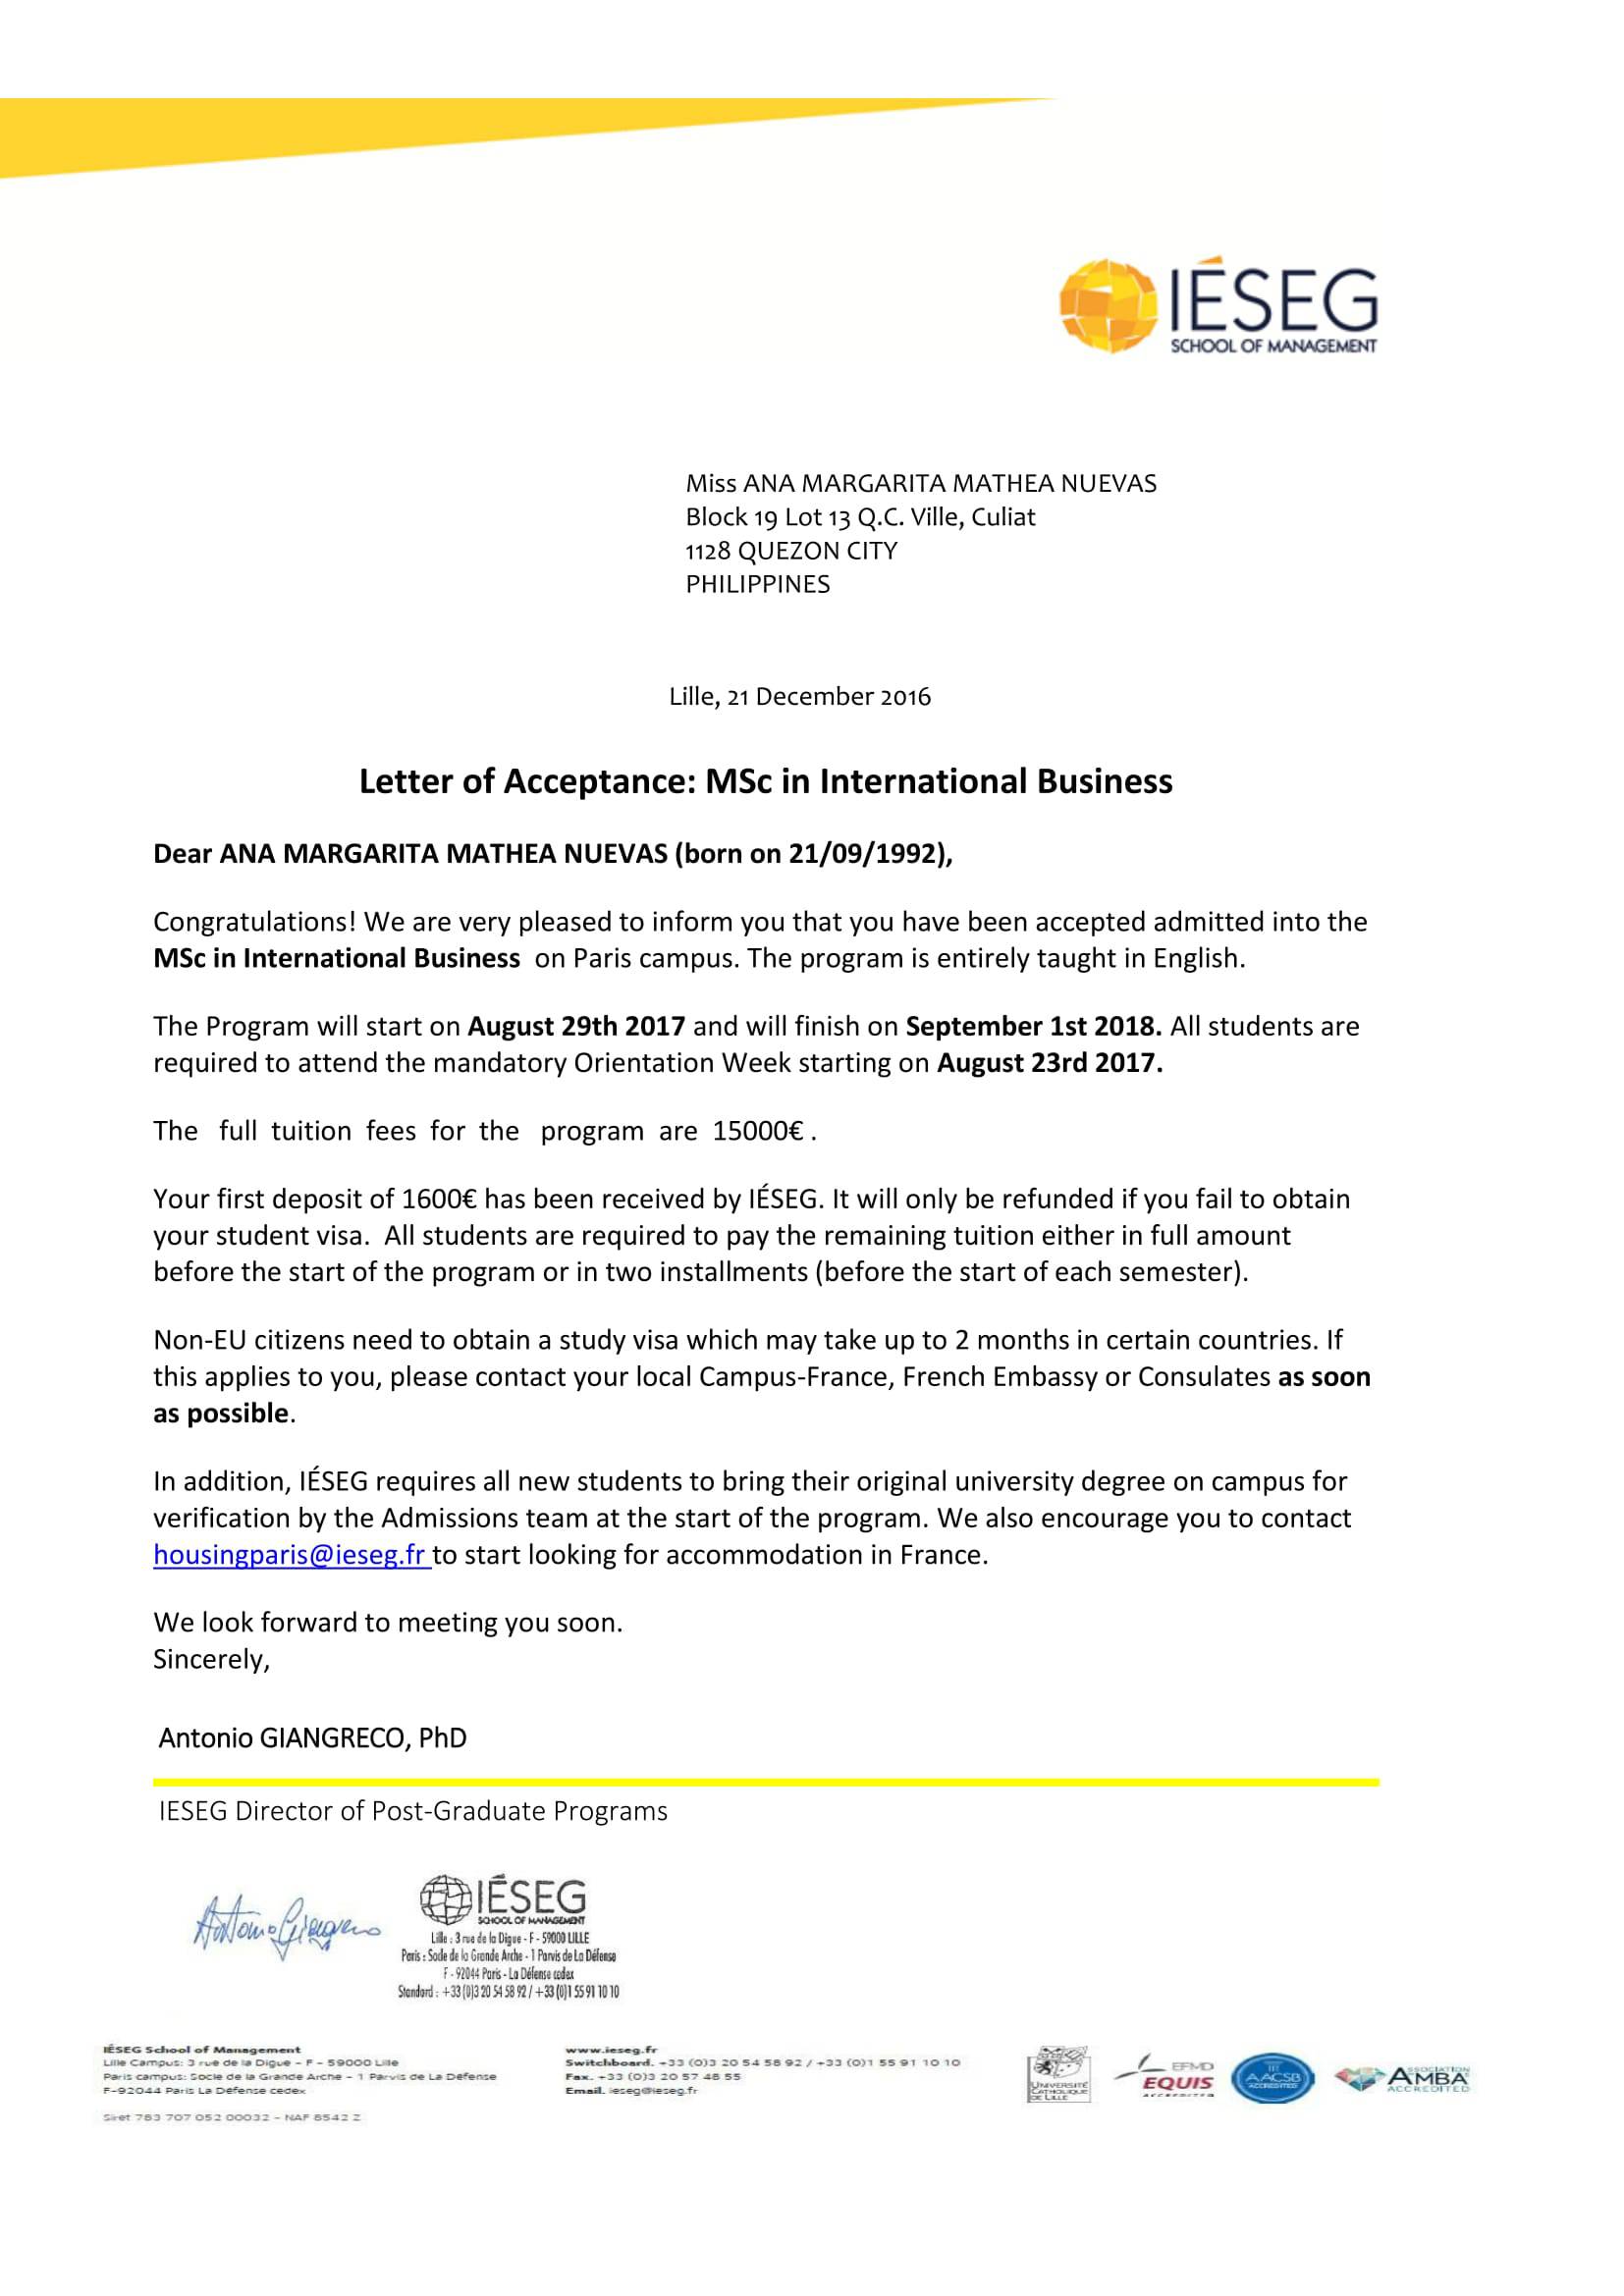 IÉSEG
SCHOOL OF MANAGEMENT
Miss ANA MARGARITA MATHEA NUEVAS
Block 19 Lot 13 Q.C. Ville, Culiat
1128 QUEZON CITY
PHILIPPINES
Lille, 21 December 2016
Letter of Acceptance: MSc in International Business
Dear ANA MARGARITA MATHEA NUEVAS (born on 21/09/1992),
Congratulations! We are very pleased to inform you that you have been accepted admitted into the
MSc in International Business on Paris campus. The program is entirely taught in English.
The Program will start on August 29th 2017 and will finish on September 1st 2018. All students are
required to attend the mandatory Orientation Week starting on August 23rd 2017.
The full tuition fees for the program are 15000€ .
Your first deposit of 1600€ has been received by IÉSEG. It will only be refunded if you fail to obtain
your student visa. All students are required to pay the remaining tuition either in full amount
before the start of the program or in two installments (before the start of each semester).
Non-EU citizens need to obtain a study visa which may take up to 2 months in certain countries. If
this applies to you, please contact your local Campus-France, French Embassy or Consulates as soon
as possible.
In addition, IÉSEG requires all new students to bring their original university degree on campus for
verification by the Admissions team at the start of the program. We also encourage you to contact
housingparis@ieseg.fr to start looking for accommodation in France.
We look forward to meeting you soon.
Sincerely,
Antonio GIANGRECO, PhD
IESEG Director of Post-Graduate Programs
Antonio Giangreco
IÉSEG
SCHOOL OF MANAGEMENT
Lille : 3 rue de la Digue - F - 59000 LILLE
Paris : Socle de la Grande Arche - 1 Parvis de La Défense
F - 92044 Paris - La Défense cedex
Standard : +33 (0)3 20 54 58 92 / +33 (0)1 55 91 10 10
IÉSEG School of Management
Lille Campus: 3 rue de la Digue – F – 59000 Lille
Paris campus: Socle de la Grande Arche – 1 Parvis de La Défense
F-92044 Paris La Défense cedex
Siret 783 707 052 00032 – NAF 8542 Z
www.ieseg.fr
Switchboard. +33 (0)3 20 54 58 92 / +33 (0)1 55 91 10 10
Fax. +33 (0)3 20 57 48 55
Email. ieseg@ieseg.fr
UNIVERSITÉ
CATHOLIQUE
DE LILLE
EFMD
EQUIS
ACCREDITED
AACSB
ACCREDITED
ASSOCIATION
AMBA
ACCREDITED